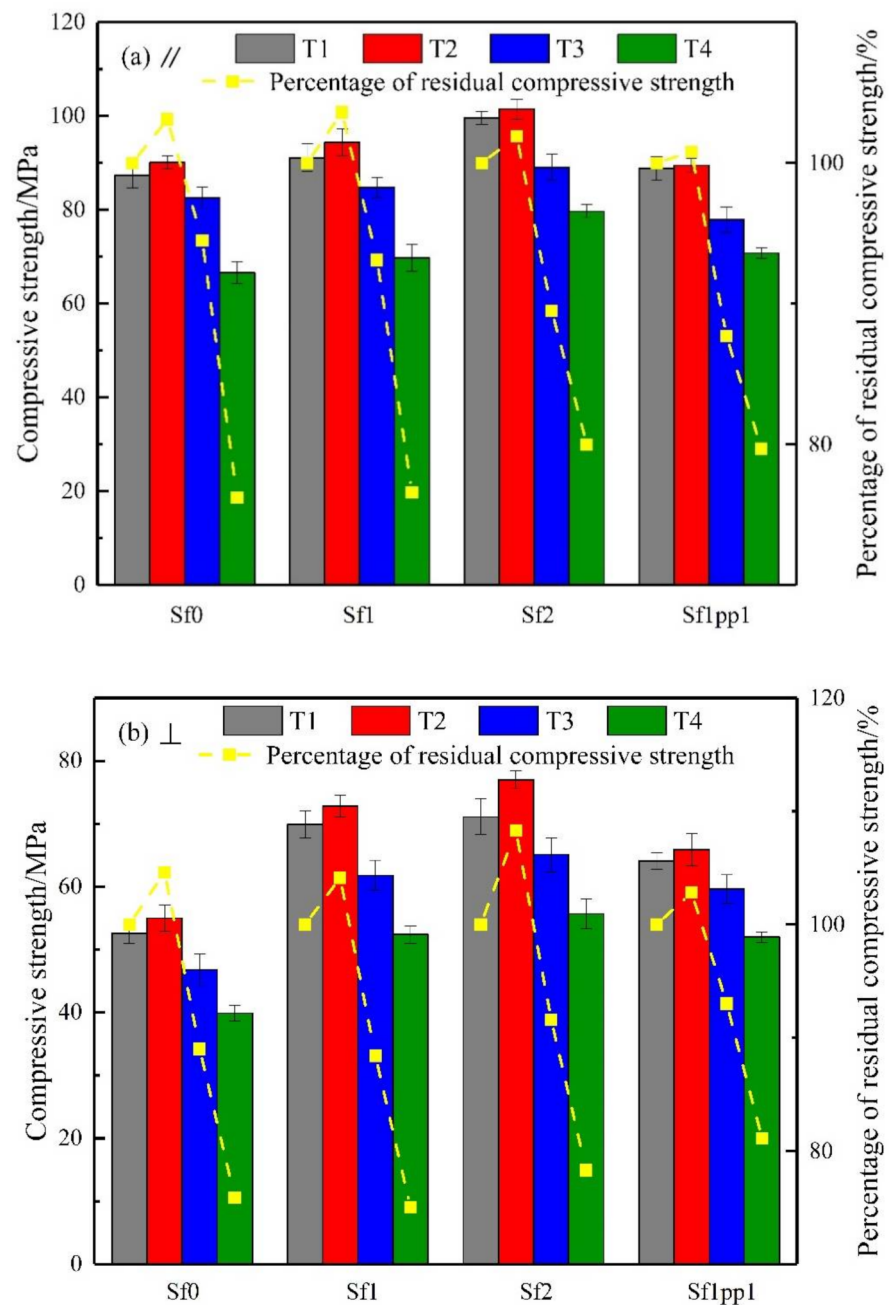 (a) //
T1 T2 T3 T4
Percentage of residual compressive strength
120
100
80
60
40
20
0
Compressive strength/MPa
100
80
Percentage of residual compressive strength/%
Sf0 Sf1 Sf2 Sf1pp1
(b) ⊥
T1 T2 T3 T4
Percentage of residual compressive strength
80
60
40
20
0
Compressive strength/MPa
120
100
80
Percentage of residual compressive strength/%
Sf0 Sf1 Sf2 Sf1pp1